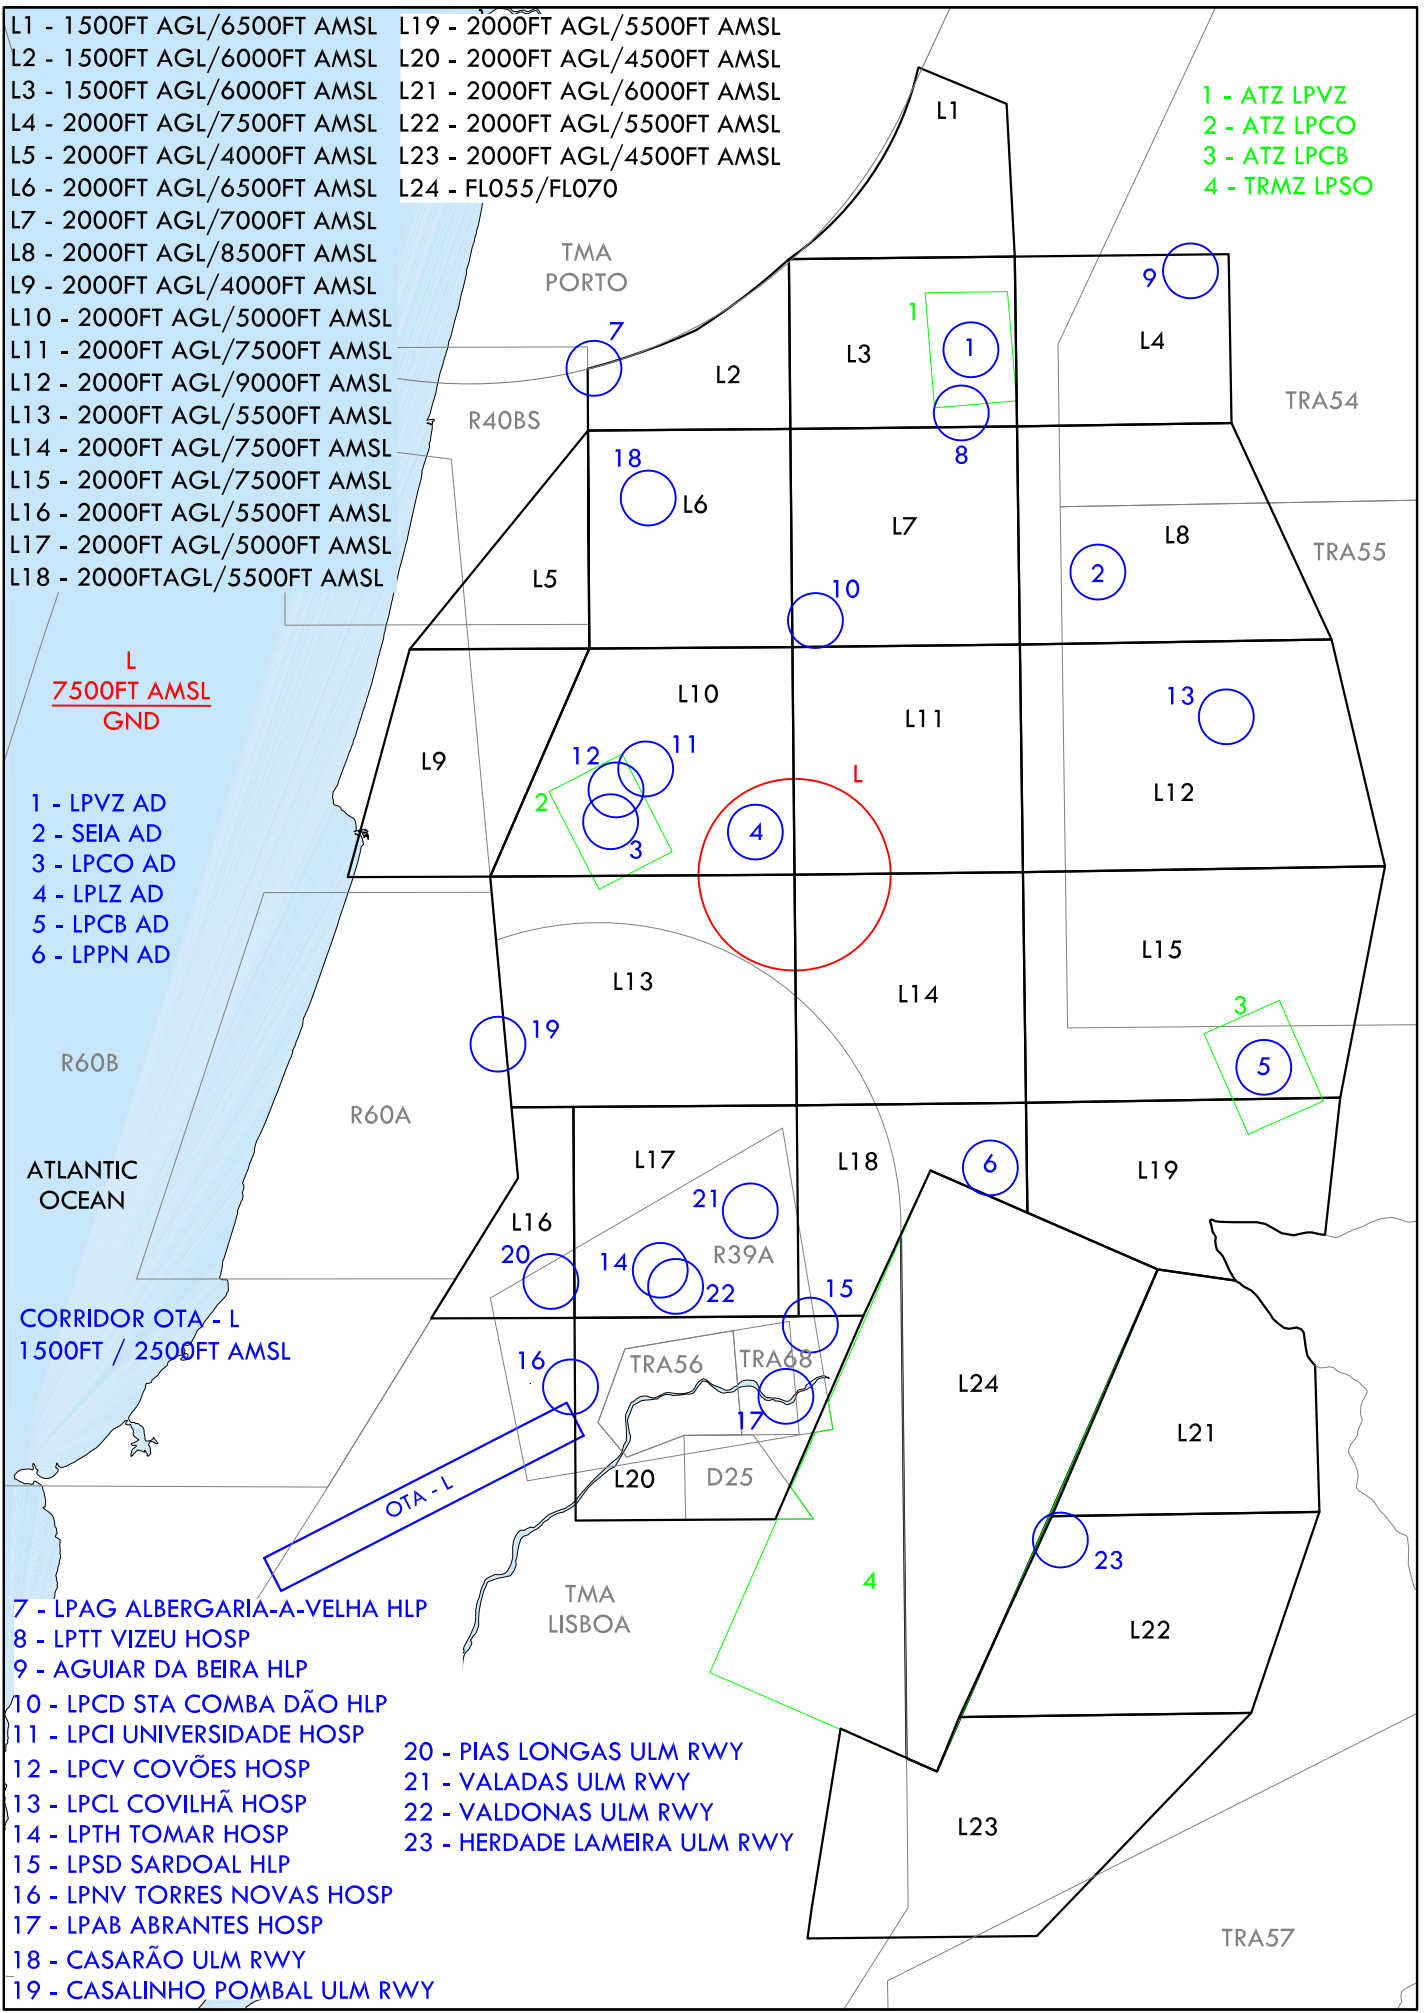 L1 - 1500FT AGL/6500FT AMSL
L2 - 1500FT AGL/6000FT AMSL
L3 - 1500FT AGL/6000FT AMSL
L4 - 2000FT AGL/7500FT AMSL
L5 - 2000FT AGL/4000FT AMSL
L6 - 2000FT AGL/6500FT AMSL
L7 - 2000FT AGL/7000FT AMSL
L8 - 2000FT AGL/8500FT AMSL
L9 - 2000FT AGL/4000FT AMSL
L10 - 2000FT AGL/5000FT AMSL
L11 - 2000FT AGL/7500FT AMSL
L12 - 2000FT AGL/9000FT AMSL
L13 - 2000FT AGL/5500FT AMSL
L14 - 2000FT AGL/7500FT AMSL
L15 - 2000FT AGL/7500FT AMSL
L16 - 2000FT AGL/5500FT AMSL
L17 - 2000FT AGL/5000FT AMSL
L18 - 2000FTAGL/5500FT AMSL
L19 - 2000FT AGL/5500FT AMSL
L20 - 2000FT AGL/4500FT AMSL
L21 - 2000FT AGL/6000FT AMSL
L22 - 2000FT AGL/5500FT AMSL
L23 - 2000FT AGL/4500FT AMSL
L24 - FL055/FL070
1 - ATZ LPVZ
2 - ATZ LPCO
3 - ATZ LPCB
4 - TRMZ LPSO
L1
TMA
PORTO
9
1
7
1
L3
L4
L2
R40BS
TRA54
8
18
L6
L7
L8
TRA55
L5
2
10
L
7500FT AMSL
GND
L10
13
L11
12
11
L9
L
L12
2
4
3
1 - LPVZ AD
2 - SEIA AD
3 - LPCO AD
4 - LPLZ AD
5 - LPCB AD
6 - LPPN AD
L13
L14
L15
3
19
5
R60B
R60A
ATLANTIC
OCEAN
L17
L18
6
L19
21
L16
R39A
20
14
22
15
CORRIDOR OTA - L
1500FT / 2500FT AMSL
16
TRA56
TRA68
L24
17
L21
L20
D25
OTA - L
23
4
TMA
LISBOA
L22
7 - LPAG ALBERGARIA-A-VELHA HLP
8 - LPTT VIZEU HOSP
9 - AGUIAR DA BEIRA HLP
10 - LPCD STA COMBA DÃO HLP
11 - LPCI UNIVERSIDADE HOSP
12 - LPCV COVÕES HOSP
13 - LPCL COVILHÃ HOSP
14 - LPTH TOMAR HOSP
15 - LPSD SARDOAL HLP
16 - LPNV TORRES NOVAS HOSP
17 - LPAB ABRANTES HOSP
18 - CASARÃO ULM RWY
19 - CASALINHO POMBAL ULM RWY
20 - PIAS LONGAS ULM RWY
21 - VALADAS ULM RWY
22 - VALDONAS ULM RWY
23 - HERDADE LAMEIRA ULM RWY
L23
TRA57